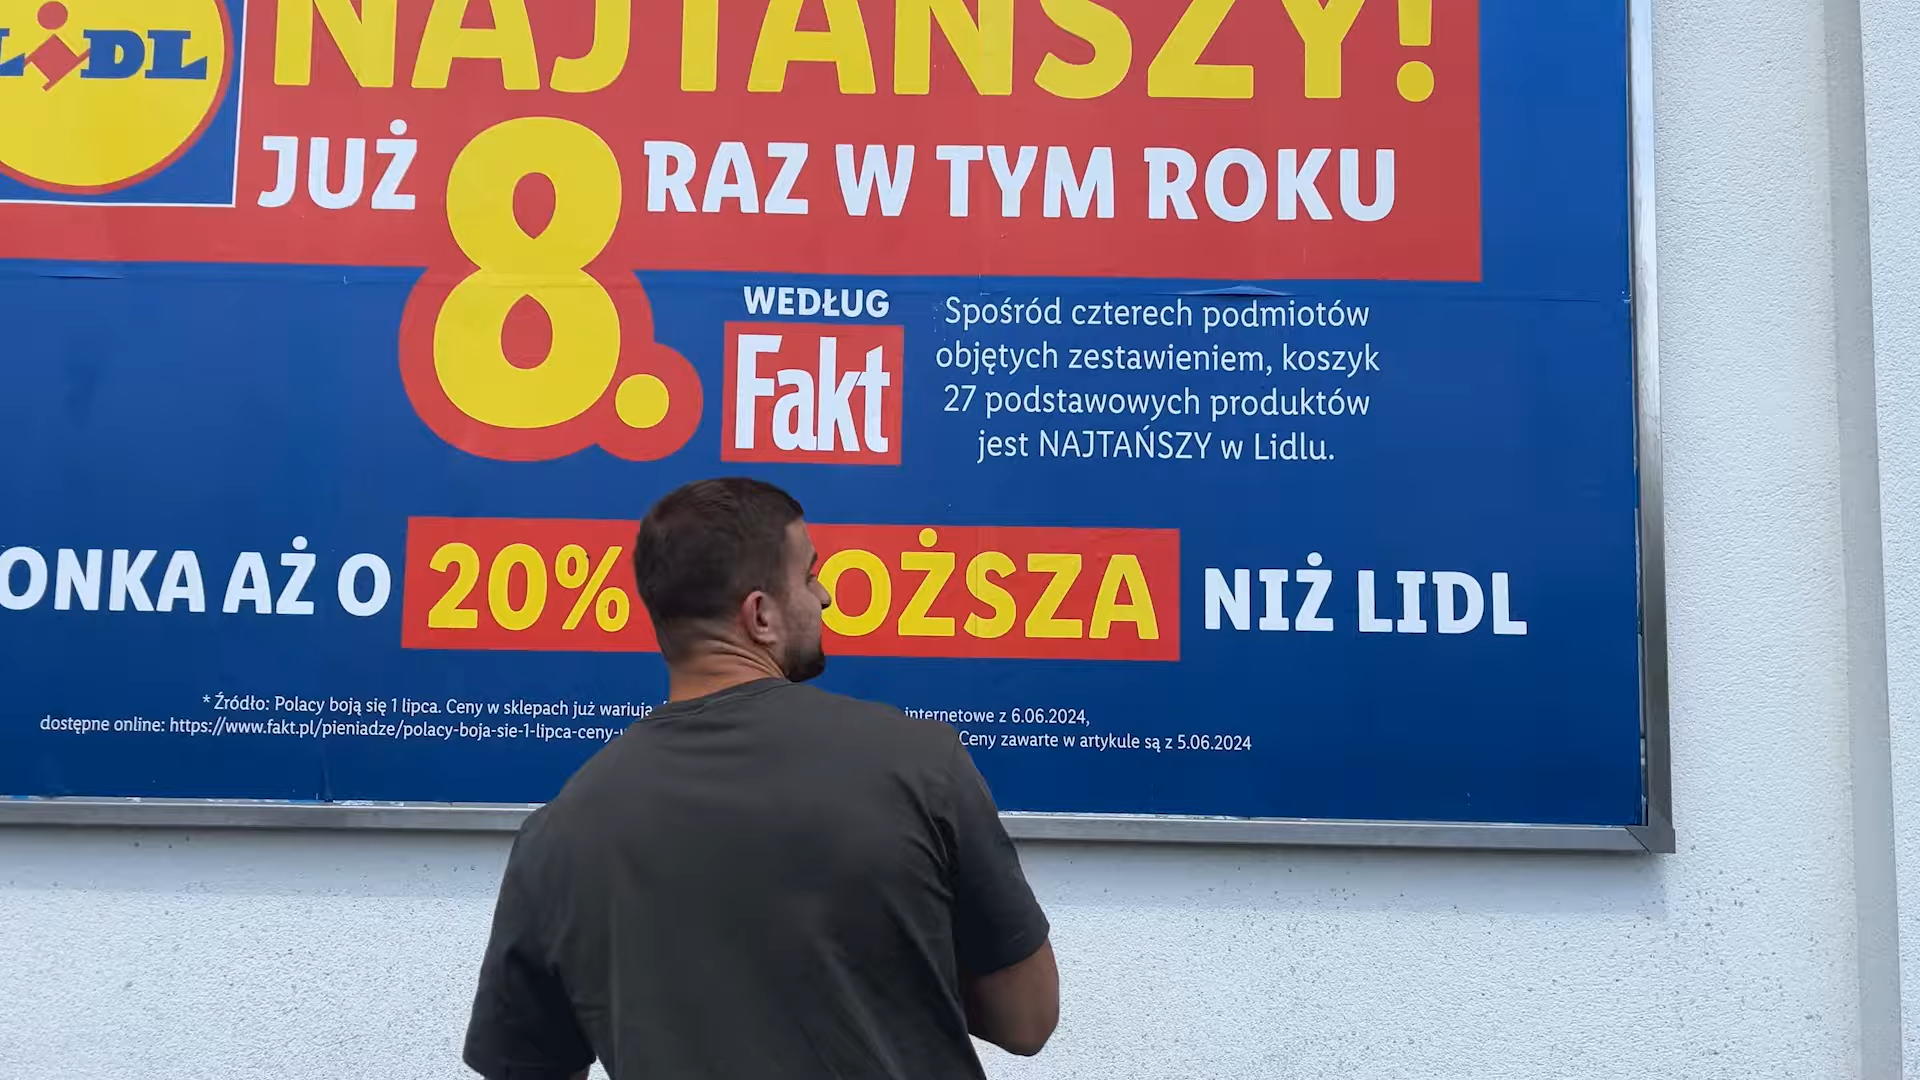 LIDL
NAJTAŃSZY!
JUŻ 8. RAZ W TYM ROKU
WEDŁUG
Fakt
Spośród czterech podmiotów
objętych zestawieniem, koszyk
27 podstawowych produktów
jest NAJTAŃSZY w Lidlu.
ONKA AŻ O 20% OŻSZA NIŻ LIDL
* Źródło: Polacy boją się 1 lipca. Ceny w sklepach już wariują. internetowe z 6.06.2024,
dostępne online: https://www.fakt.pl/pieniadze/polacy-boja-sie-1-lipca-ceny- Ceny zawarte w artykule są z 5.06.2024